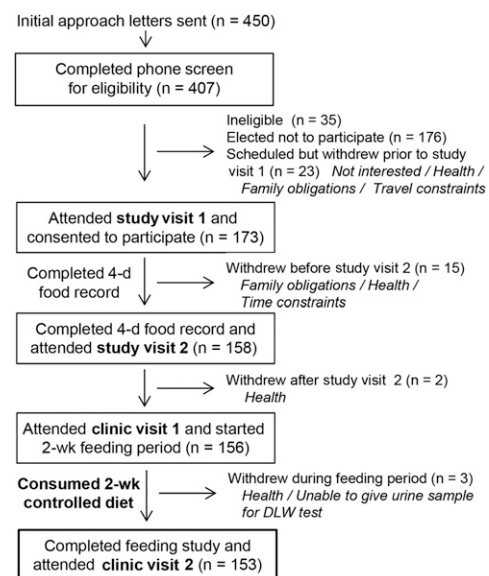 Initial approach letters sent (n = 450)
Completed phone screen
for eligibility (n = 407)
Ineligible (n = 35)
Elected not to participate (n = 176)
Scheduled but withdrew prior to study
visit 1 (n = 23) Not interested / Health /
Family obligations / Travel constraints
Attended study visit 1 and
consented to participate (n = 173)
Completed 4-d
food record
Withdrew before study visit 2 (n = 15)
Family obligations / Health /
Time constraints
Completed 4-d food record and
attended study visit 2 (n = 158)
Withdrew after study visit 2 (n = 2)
Health
Attended clinic visit 1 and started
2-wk feeding period (n = 156)
Consumed 2-wk
controlled diet
Withdrew during feeding period (n = 3)
Health / Unable to give urine sample
for DLW test
Completed feeding study and
attended clinic visit 2 (n = 153)